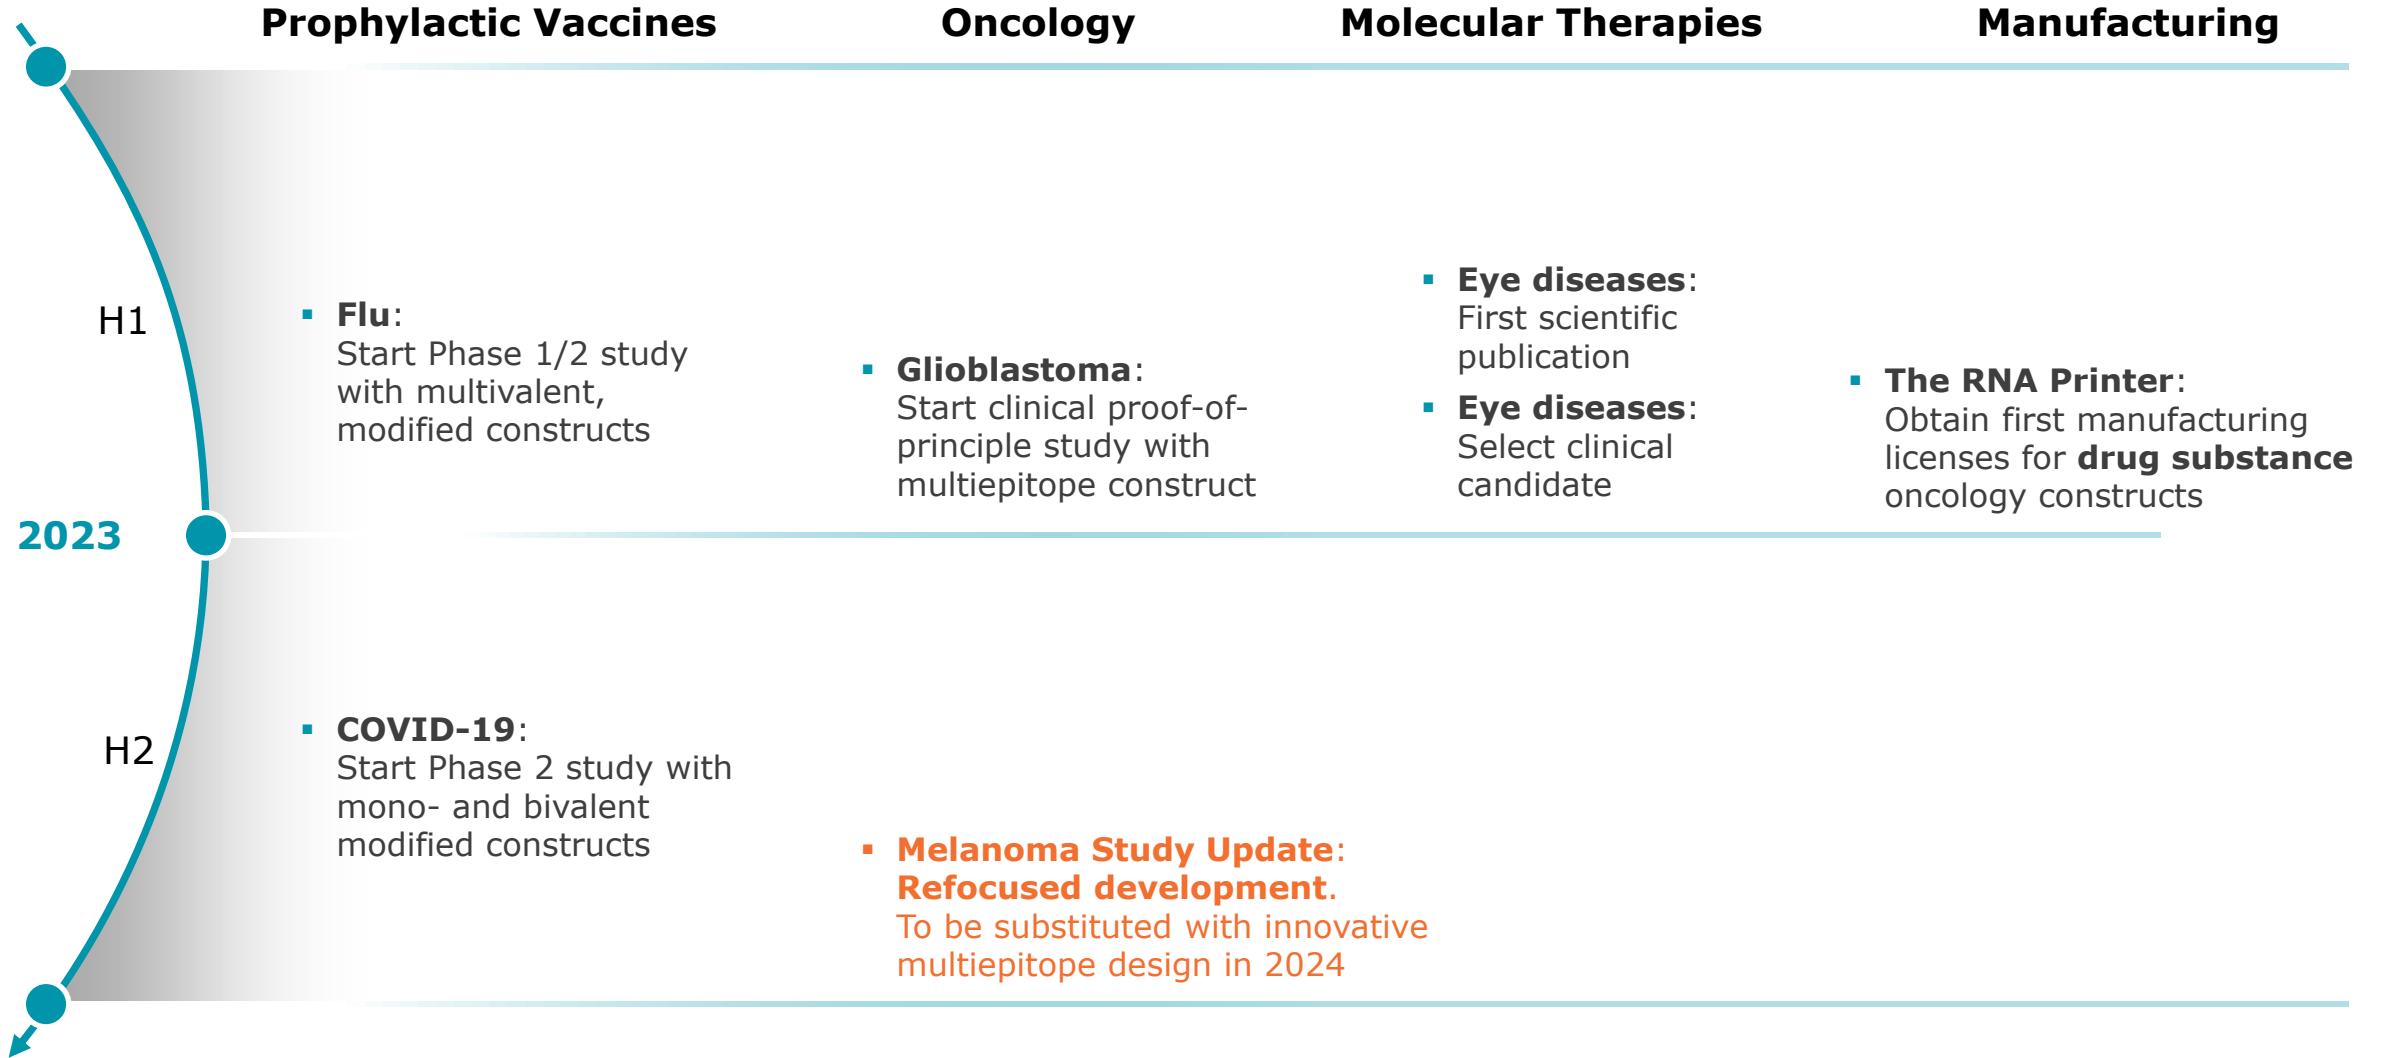 Prophylactic Vaccines
Oncology
Molecular Therapies
Manufacturing
H1
▪ Flu:
Start Phase 1/2 study
with multivalent,
modified constructs
▪ Glioblastoma:
Start clinical proof-of-
principle study with
multiepitope construct
▪ Eye diseases:
First scientific
publication
▪ Eye diseases:
Select clinical
candidate
▪ The RNA Printer:
Obtain first manufacturing
licenses for drug substance
oncology constructs
2023
H2
▪ COVID-19:
Start Phase 2 study with
mono- and bivalent
modified constructs
▪ Melanoma Study Update:
Refocused development.
To be substituted with innovative
multiepitope design in 2024